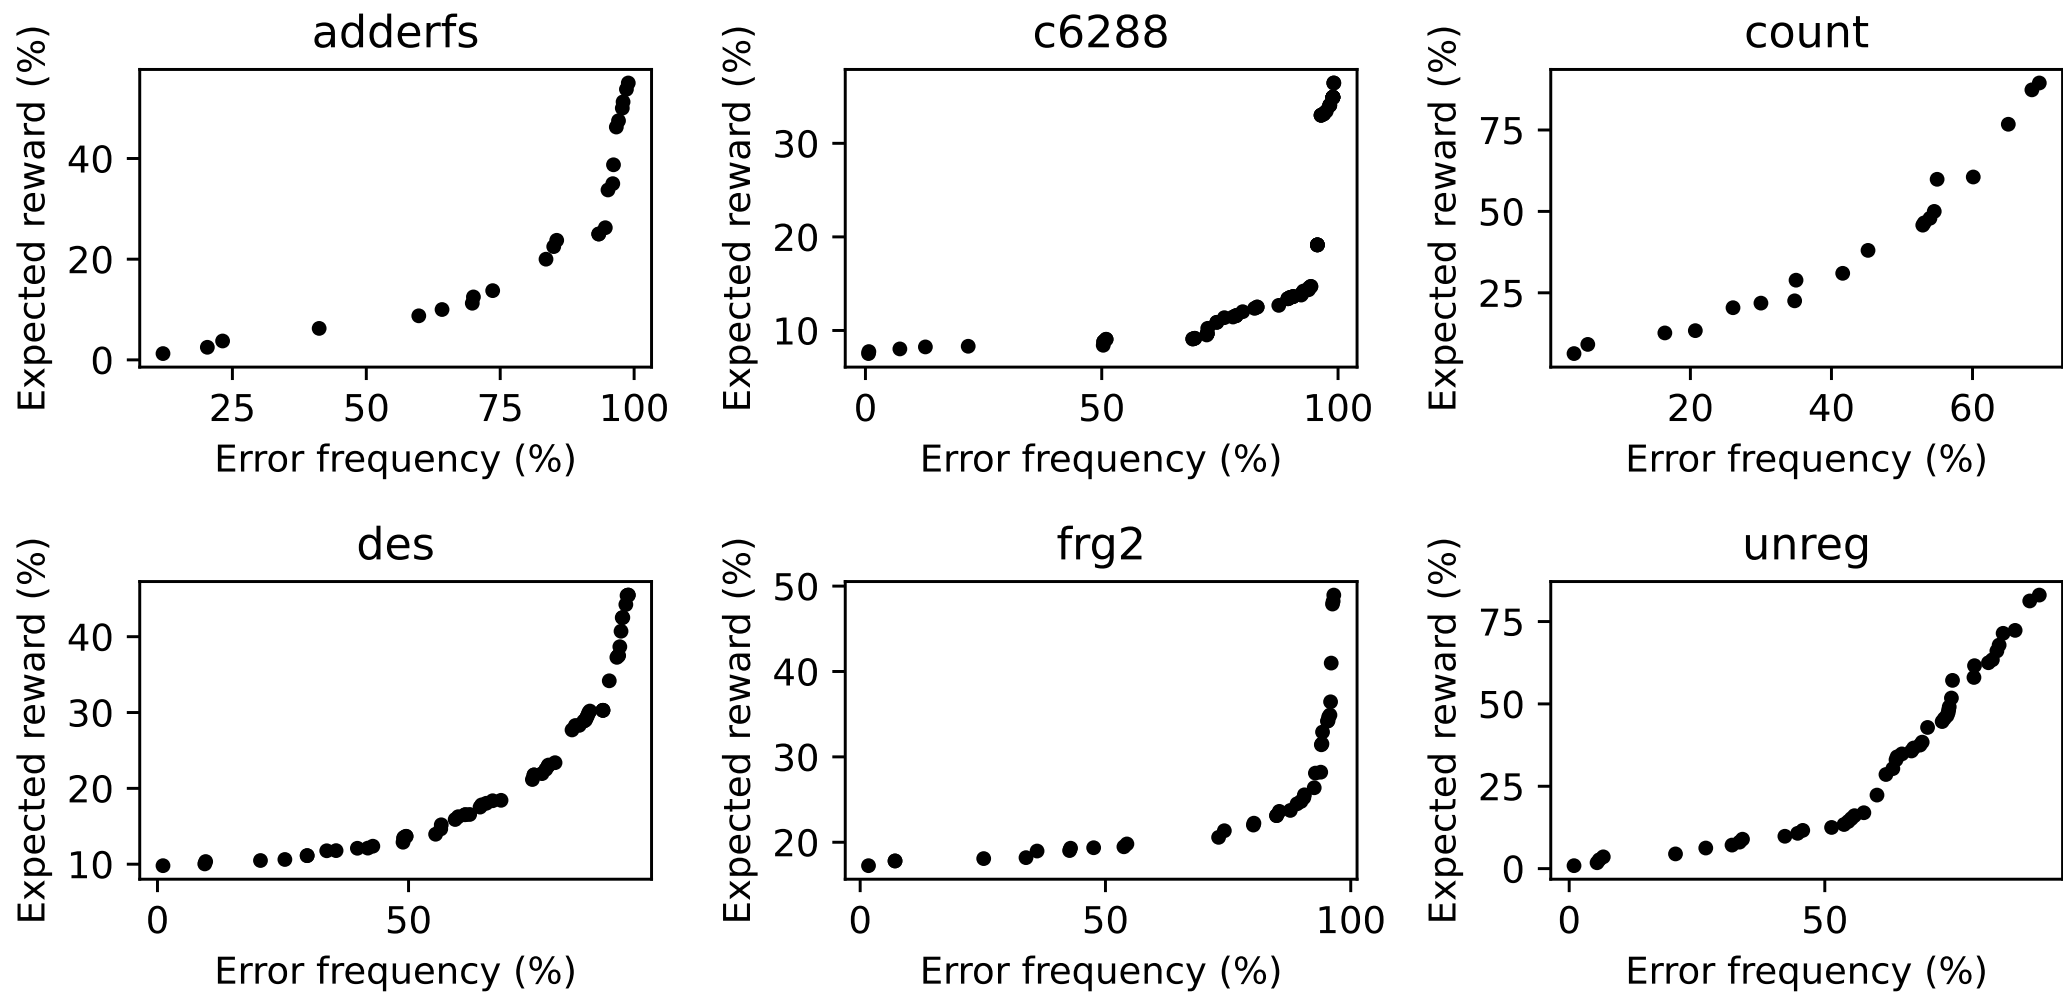 adderfs
Expected reward (%)
40
20
0
25 50 75 100
Error frequency (%)
c6288
Expected reward (%)
30
20
10
0 50 100
Error frequency (%)
count
Expected reward (%)
75
50
25
20 40 60
Error frequency (%)
des
Expected reward (%)
40
30
20
10
0 50
Error frequency (%)
frg2
Expected reward (%)
50
40
30
20
0 50 100
Error frequency (%)
unreg
Expected reward (%)
75
50
25
0
0 50
Error frequency (%)